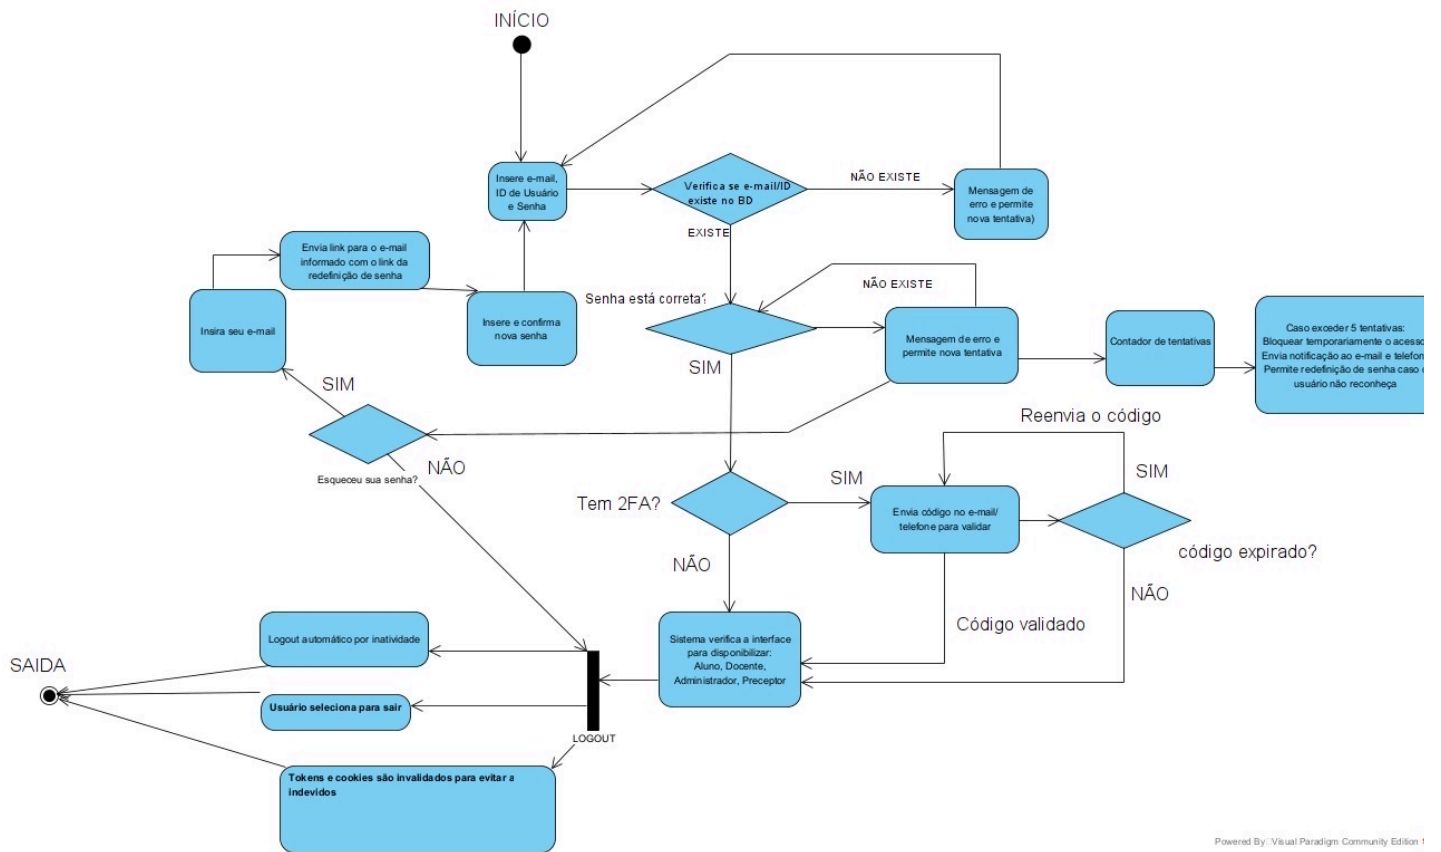 INÍCIO
Insere e-mail,
ID de Usuário
e Senha
Verifica se e-mail/ID
existe no BD
NÃO EXISTE
Mensagem de
erro e permite
nova tentativa)
EXISTE
Envia link para o e-mail
informado com o link da
redefinição de senha
Insira seu e-mail
Insere e confirma
nova senha
Senha está correta?
NÃO EXISTE
Mensagem de erro e
permite nova tentativa
Contador de tentativas
Caso exceder 5 tentativas:
Bloquear temporariamente o acesso
Envia notificação ao e-mail e telefon
Permite redefinição de senha caso o
usuário não reconheça
SIM
SIM
Esqueceu sua senha?
NÃO
Reenvia o código
Tem 2FA?
SIM
Envia código no e-mail/
telefone para validar
SIM
código expirado?
NÃO
NÃO
Código validado
Sistema verifica a interface
para disponibilizar:
Aluno, Docente,
Administrador, Preceptor
Logout automático por inatividade
SAIDA
Usuário seleciona para sair
LOGOUT
Tokens e cookies são invalidados para evitar a
indevidos
Powered By Visual Paradigm Community Edition